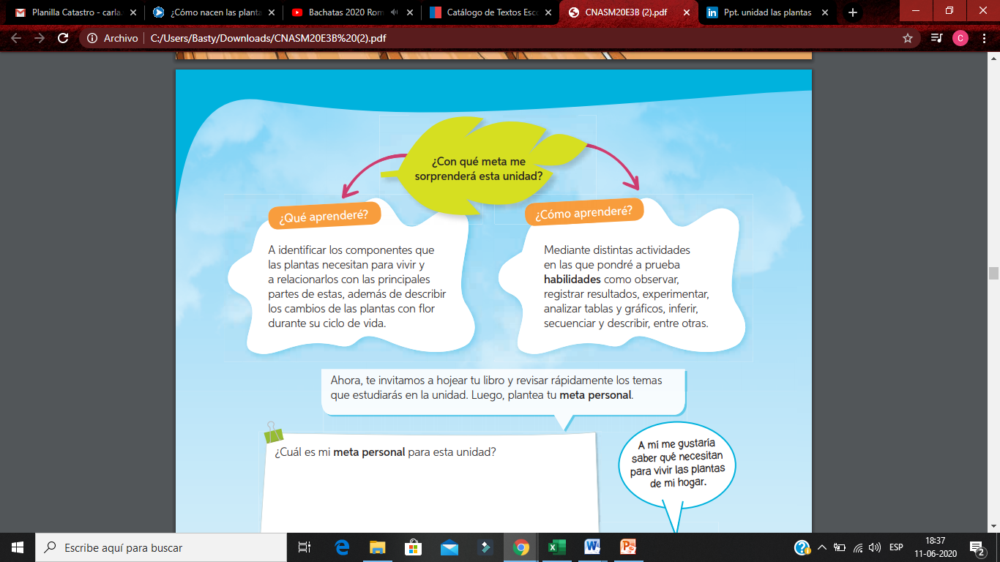 Planilla Catastro - carla.
¿Cómo nacen las planta
Bachatas 2020 Rom
Catálogo de Textos Esco
CNASM20E3B (2).pdf
Ppt. unidad las plantas
Archivo
C:/Users/Basty/Downloads/CNASM20E3B%20(2).pdf
C
¿Con qué meta me
sorprenderá esta unidad?
¿Qué aprenderé?
A identificar los componentes que
las plantas necesitan para vivir y
a relacionarlos con las principales
partes de estas, además de describir
los cambios de las plantas con flor
durante su ciclo de vida.
¿Cómo aprenderé?
Mediante distintas actividades
en las que pondré a prueba
habilidades como observar,
registrar resultados, experimentar,
analizar tablas y gráficos, inferir,
secuenciar y describir, entre otras.
Ahora, te invitamos a hojear tu libro y revisar rápidamente los temas
que estudiarás en la unidad. Luego, plantea tu meta personal.
¿Cuál es mi meta personal para esta unidad?
A mí me gustaría
saber qué necesitan
para vivir las plantas
de mi hogar.
Escribe aquí para buscar
ESP
18:37
11-06-2020
2